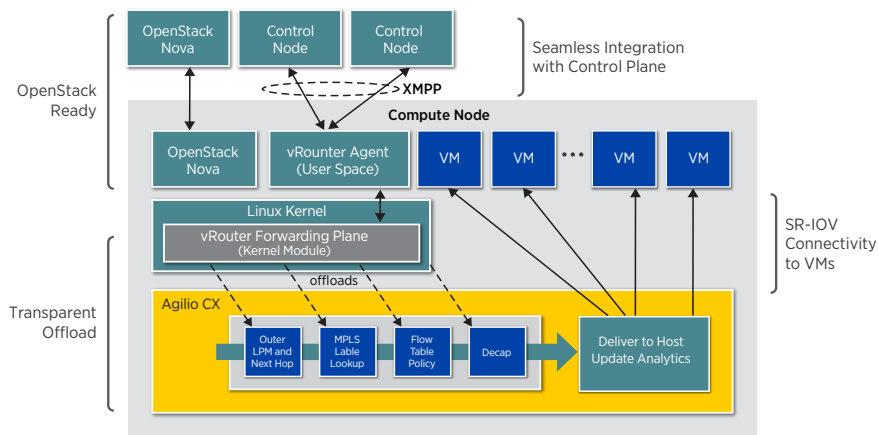 OpenStack
Nova
Control
Node
Control
Node
Seamless Integration
with Control Plane
OpenStack
Ready
XMPP
Compute Node
OpenStack
Nova
vRounter Agent
(User Space)
VM
VM
...
VM
VM
Linux Kernel
vRouter Forwarding Plane
(Kernel Module)
SR-IOV
Connectivity
to VMs
offloads
Transparent
Offload
Agilio CX
Outer
LPM and
Next Hop
MPLS
Lable
Lookup
Flow
Table
Policy
Decap
Deliver to Host
Update Analytics